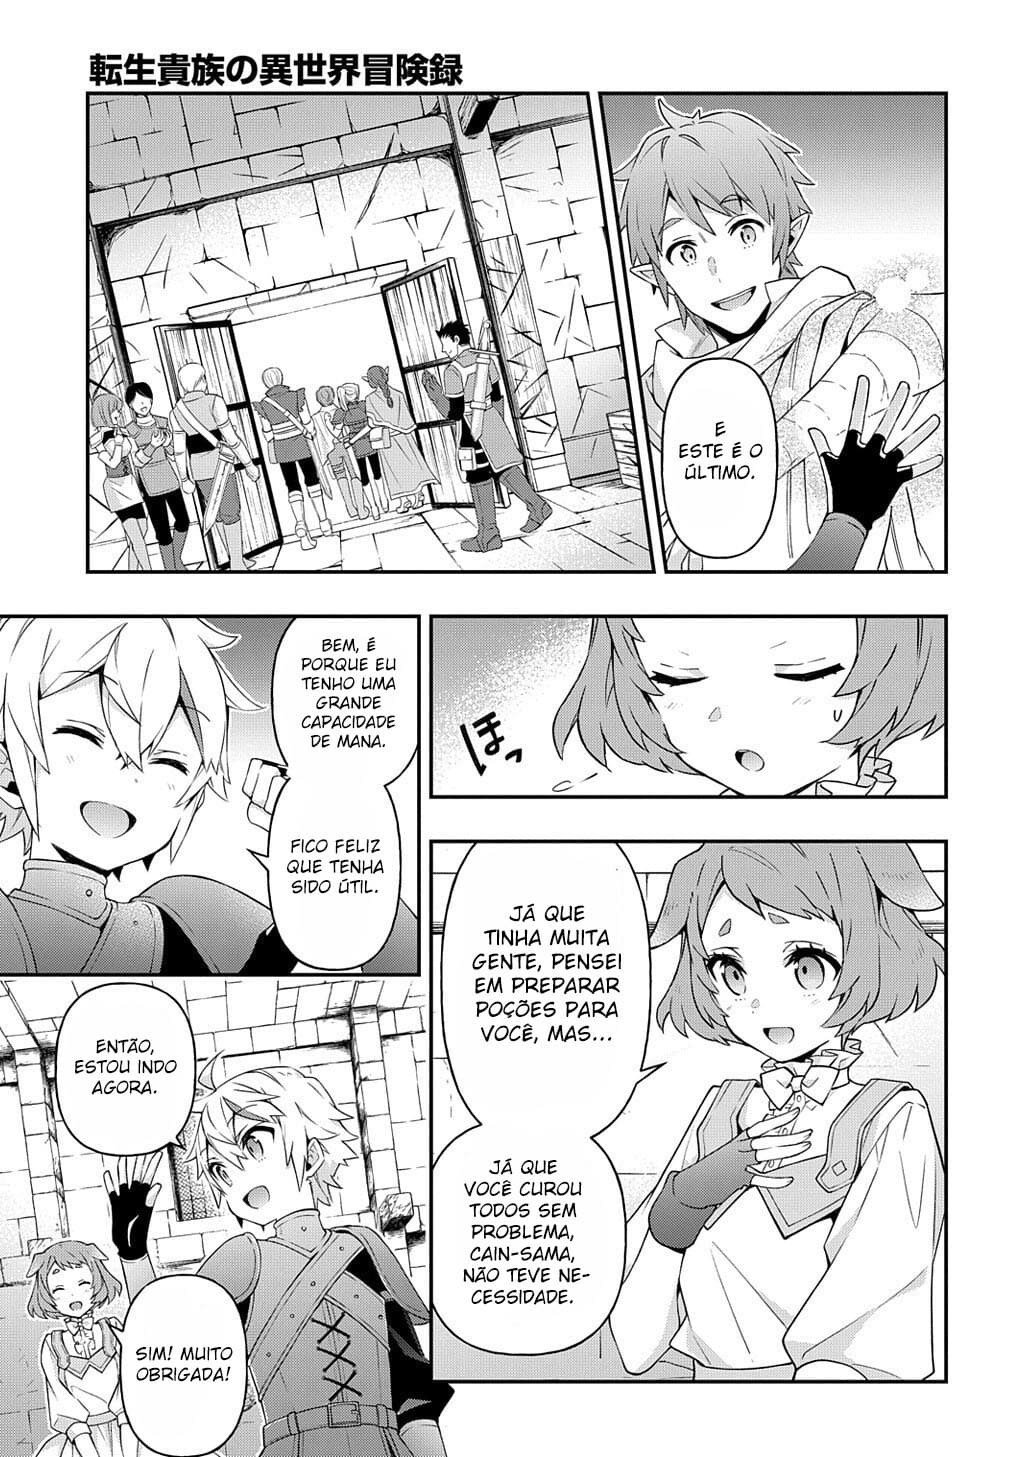 転生貴族の異世界冒険録
E
ESTE É O
ÚLTIMO.
ほっ
JÁ QUE
TINHA MUITA
GENTE, PENSEI
EM PREPARAR
POÇÕES PARA
VOCÊ, MAS...
JÁ QUE
VOCÊ CUROU
TODOS SEM
PROBLEMA,
CAIN-SAMA,
NÃO TEVE NE-
CESSIDADE.
BEM, É
PORQUE EU
TENHO UMA
GRANDE
CAPACIDADE
DE MANA.
FICO FELIZ
QUE TENHA
SIDO ÚTIL.
ENTÃO,
ESTOU INDO
AGORA.
SIM! MUITO
OBRIGADA!